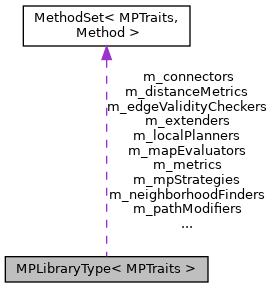 MethodSet< MPTraits,
Method >
m_connectors
m_distanceMetrics
m_edgeValidityCheckers
m_extenders
m_localPlanners
m_mapEvaluators
m_metrics
m_mpStrategies
m_neighborhoodFinders
m_pathModifiers
...
MPLibraryType< MPTraits >